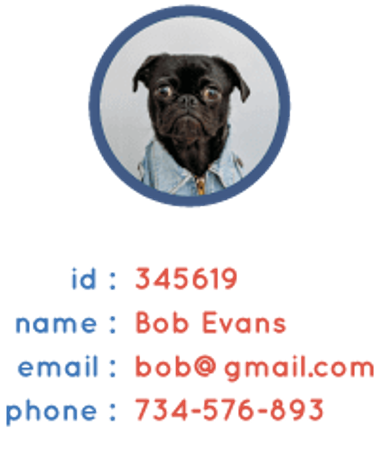 id : 345619
name : Bob Evans
email : bob@gmail.com
phone : 734-576-893